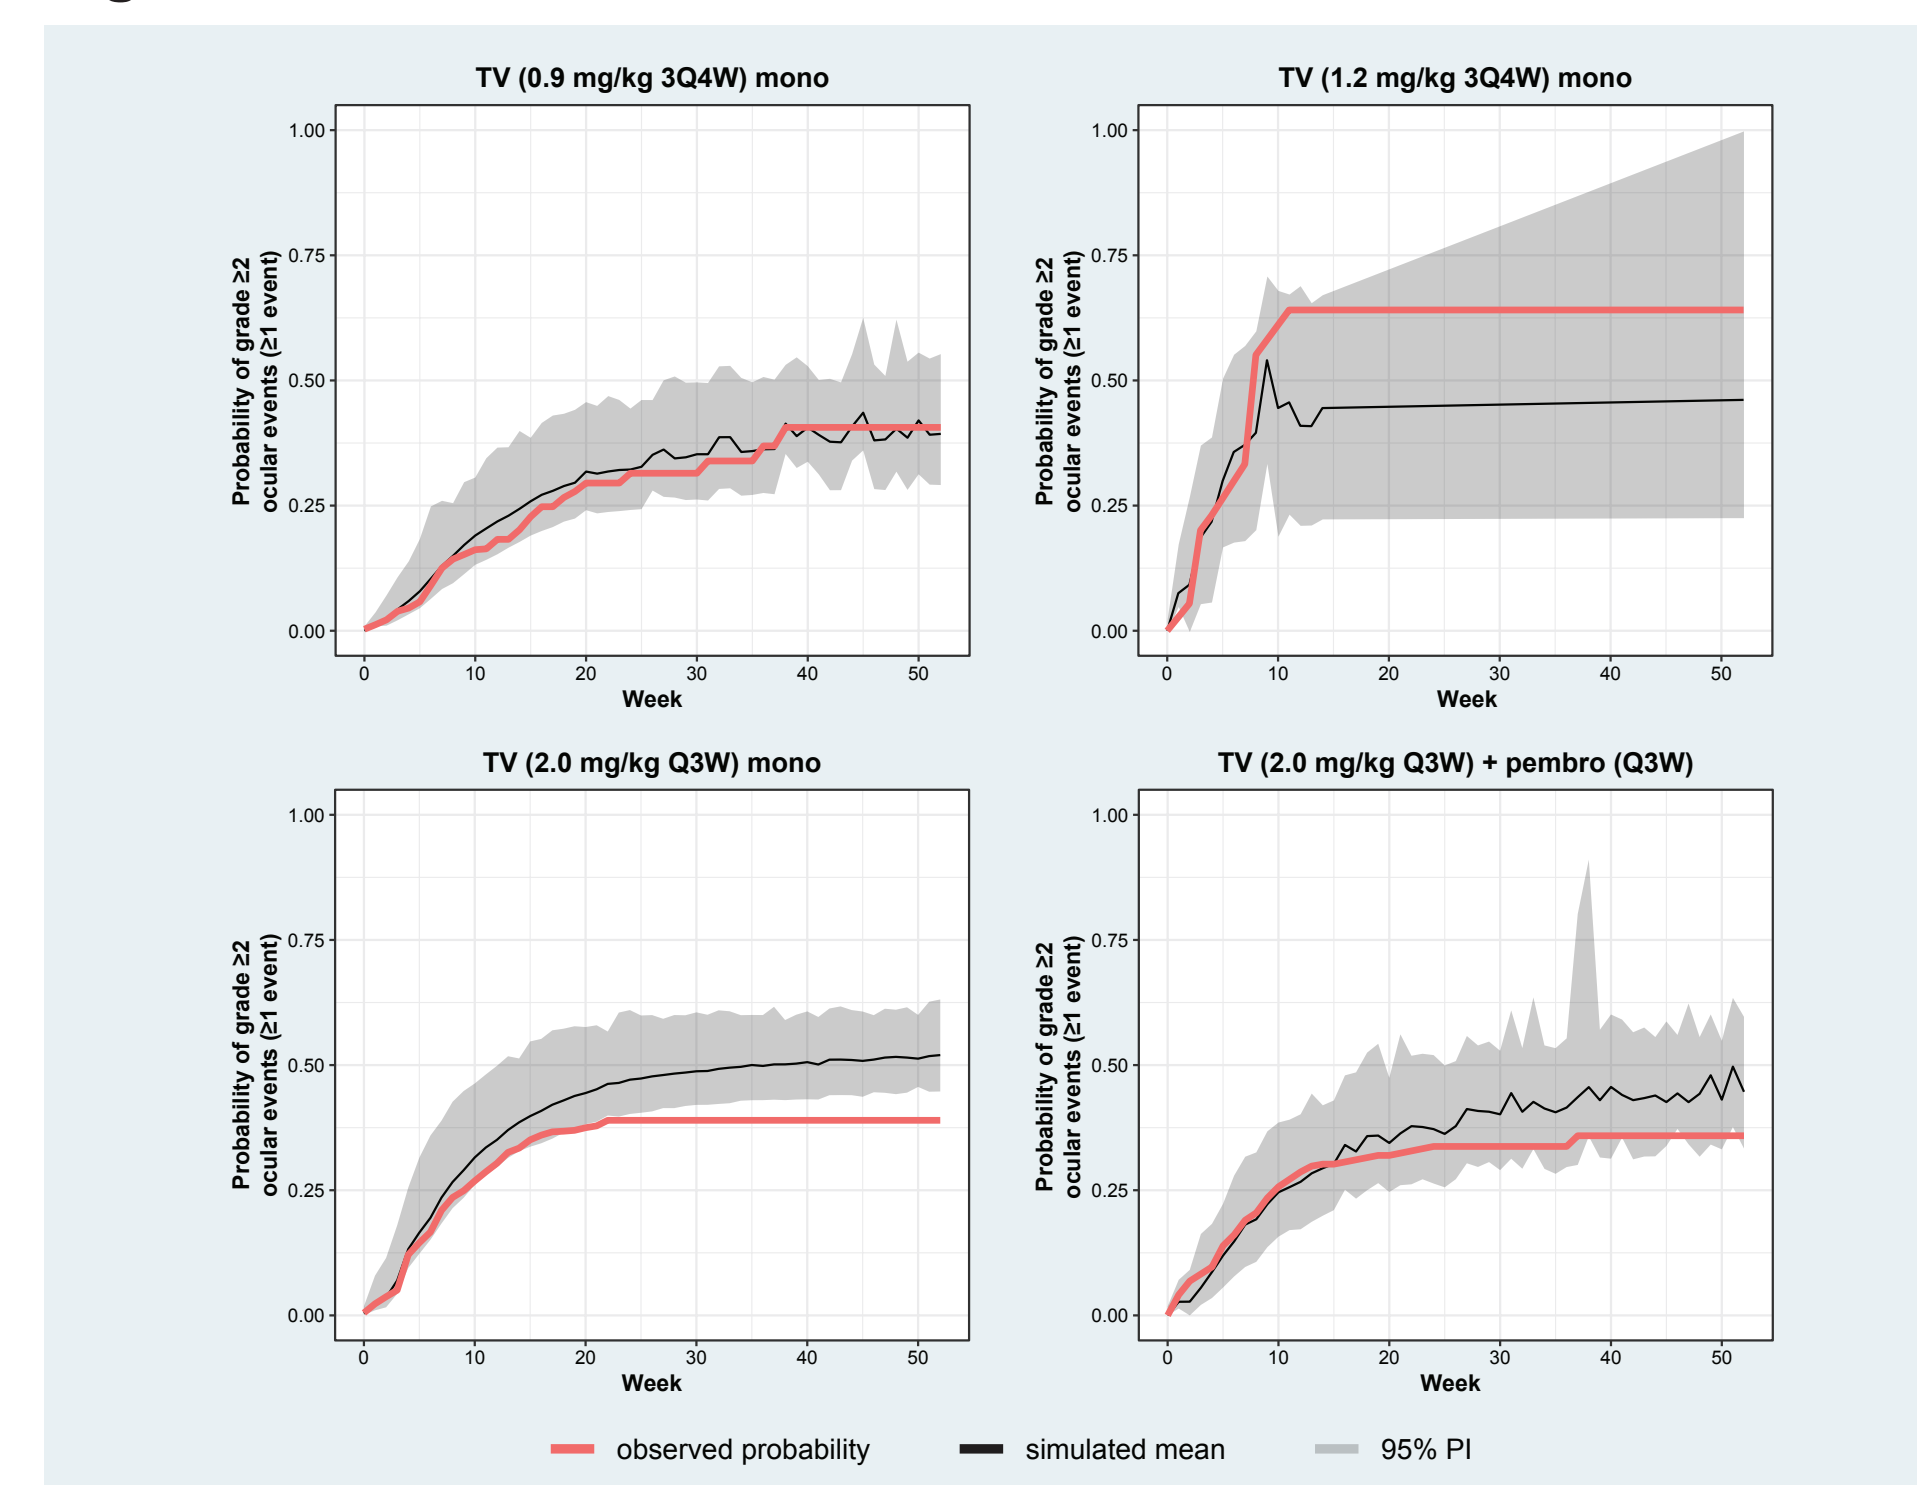 TV (0.9 mg/kg 3Q4W) mono
Probability of grade ≥2
ocular events (≥1 event)
1.00
0.75
0.50
0.25
0.00
0 10 20 30 40 50
Week
TV (1.2 mg/kg 3Q4W) mono
Probability of grade ≥2
ocular events (≥1 event)
1.00
0.75
0.50
0.25
0.00
0 10 20 30 40 50
Week
TV (2.0 mg/kg Q3W) mono
Probability of grade ≥2
ocular events (≥1 event)
1.00
0.75
0.50
0.25
0.00
0 10 20 30 40 50
Week
TV (2.0 mg/kg Q3W) + pembro (Q3W)
Probability of grade ≥2
ocular events (≥1 event)
1.00
0.75
0.50
0.25
0.00
0 10 20 30 40 50
Week
observed probability simulated mean 95% PI